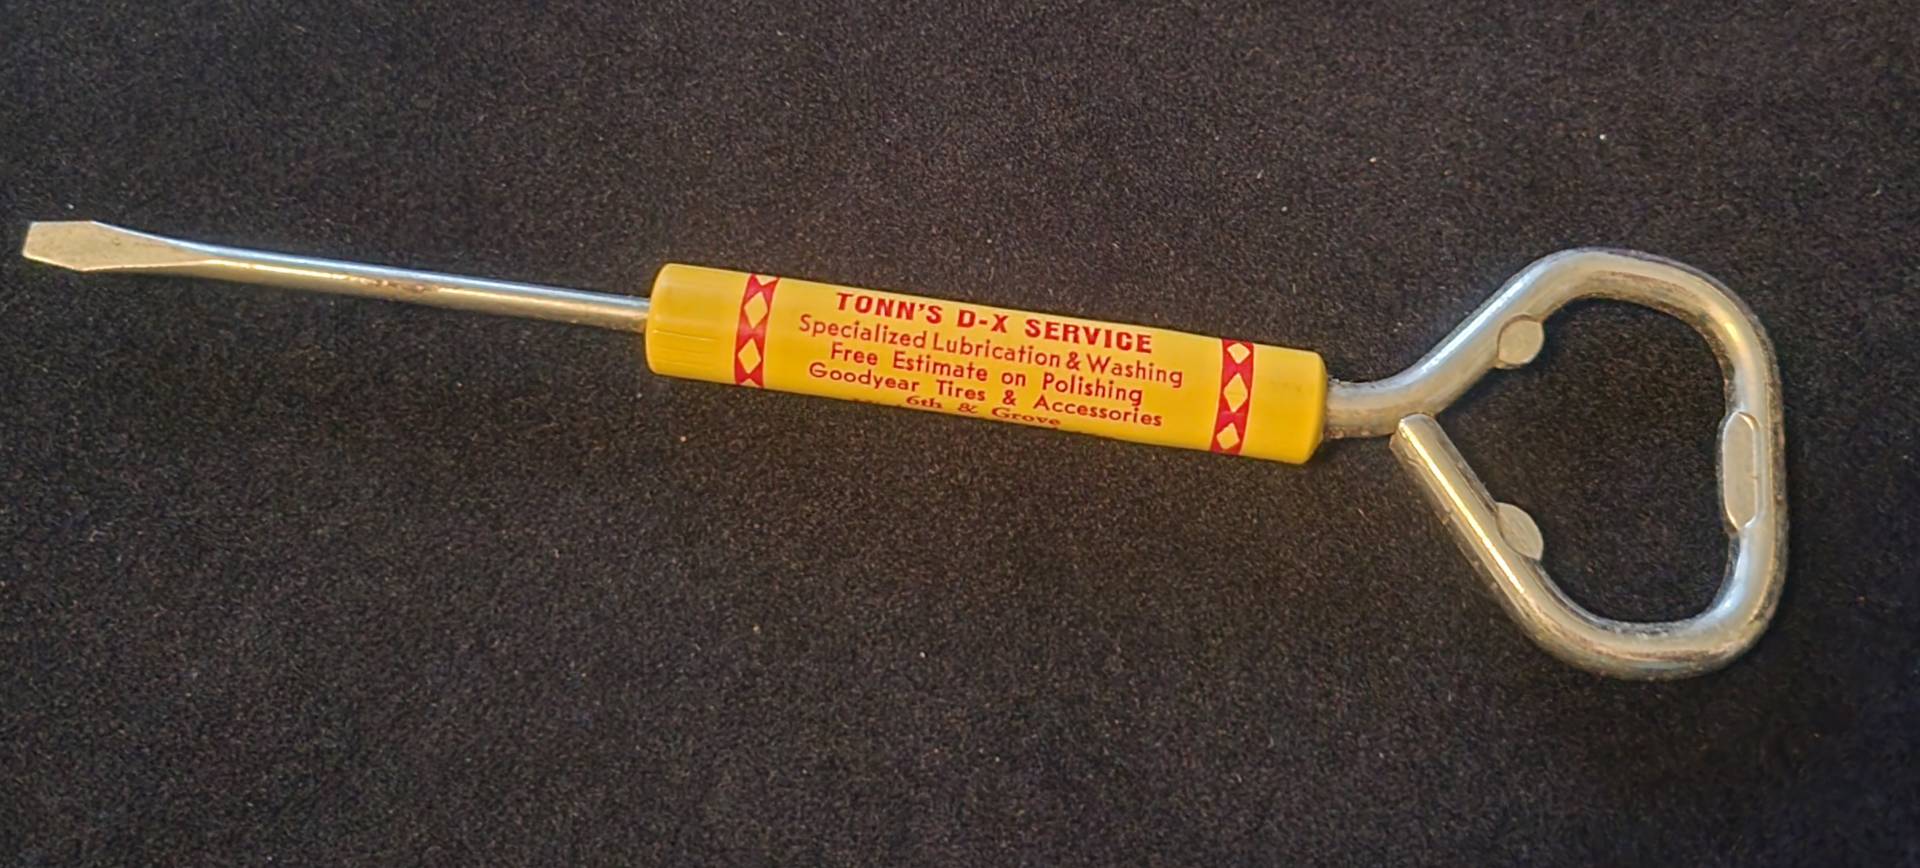 TONN'S D-X SERVICE
Specialized Lubrication & Washing
Free Estimate on Polishing
Goodyear Tires & Accessories
6th & Grove